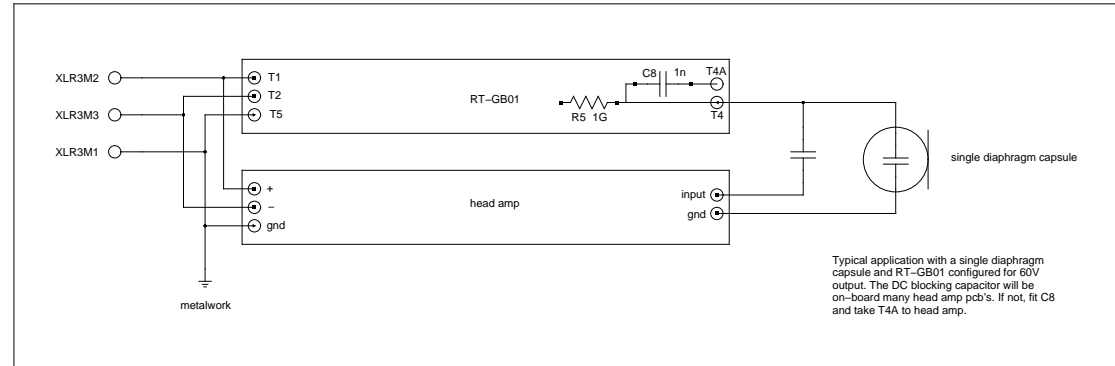 XLR3M2
XLR3M3
XLR3M1
T1
T2
T5
RT−GB01
C8 1n T4A
R5 1G T4
single diaphragm capsule
+
−
gnd
head amp
input
gnd
metalwork
Typical application with a single diaphragm
capsule and RT−GB01 configured for 60V
output. The DC blocking capacitor will be
on−board many head amp pcb's. If not, fit C8
and take T4A to head amp.